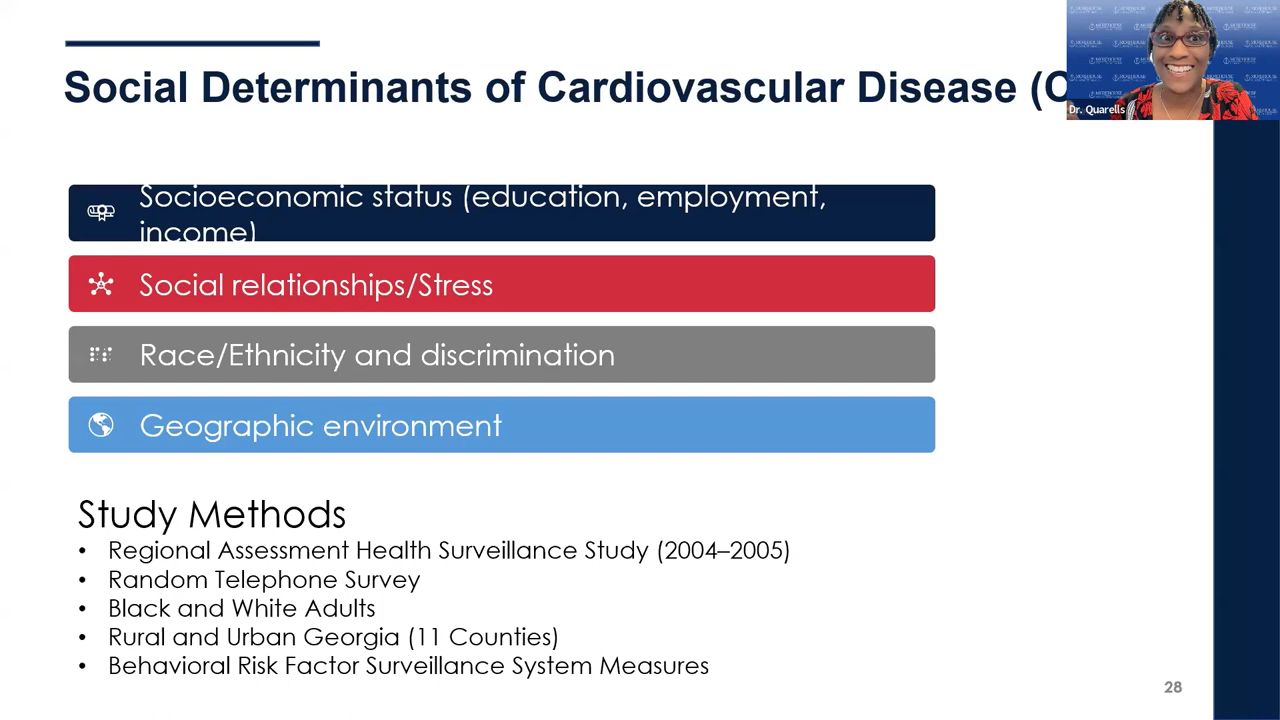 Social Determinants of Cardiovascular Disease (C
Dr. Quarells
Socioeconomic status (education, employment,
income)
Social relationships/Stress
Race/Ethnicity and discrimination
Geographic environment
Study Methods
• Regional Assessment Health Surveillance Study (2004–2005)
• Random Telephone Survey
• Black and White Adults
• Rural and Urban Georgia (11 Counties)
• Behavioral Risk Factor Surveillance System Measures
28